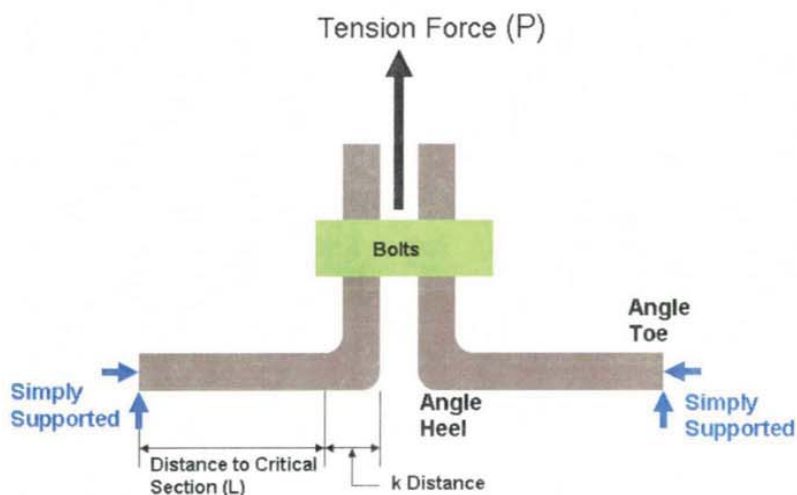 Tension Force (P)
Bolts
Angle
Toe
Simply
Supported
Angle
Heel
Simply
Supported
Distance to Critical
Section (L)
k Distance